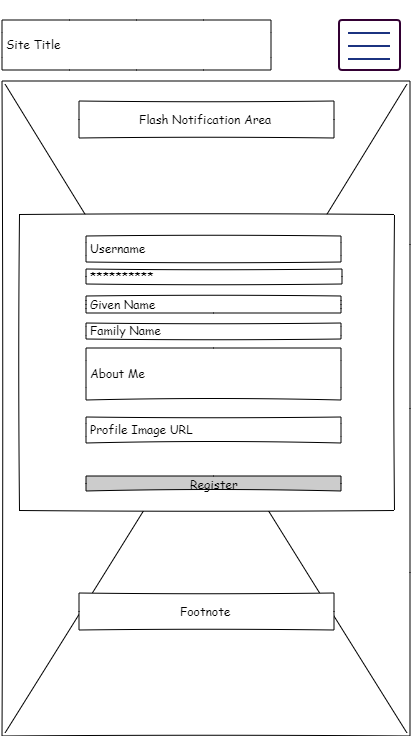 Site Title
Flash Notification Area
Username
**********
Given Name
Family Name
About Me
Profile Image URL
Register
Footnote